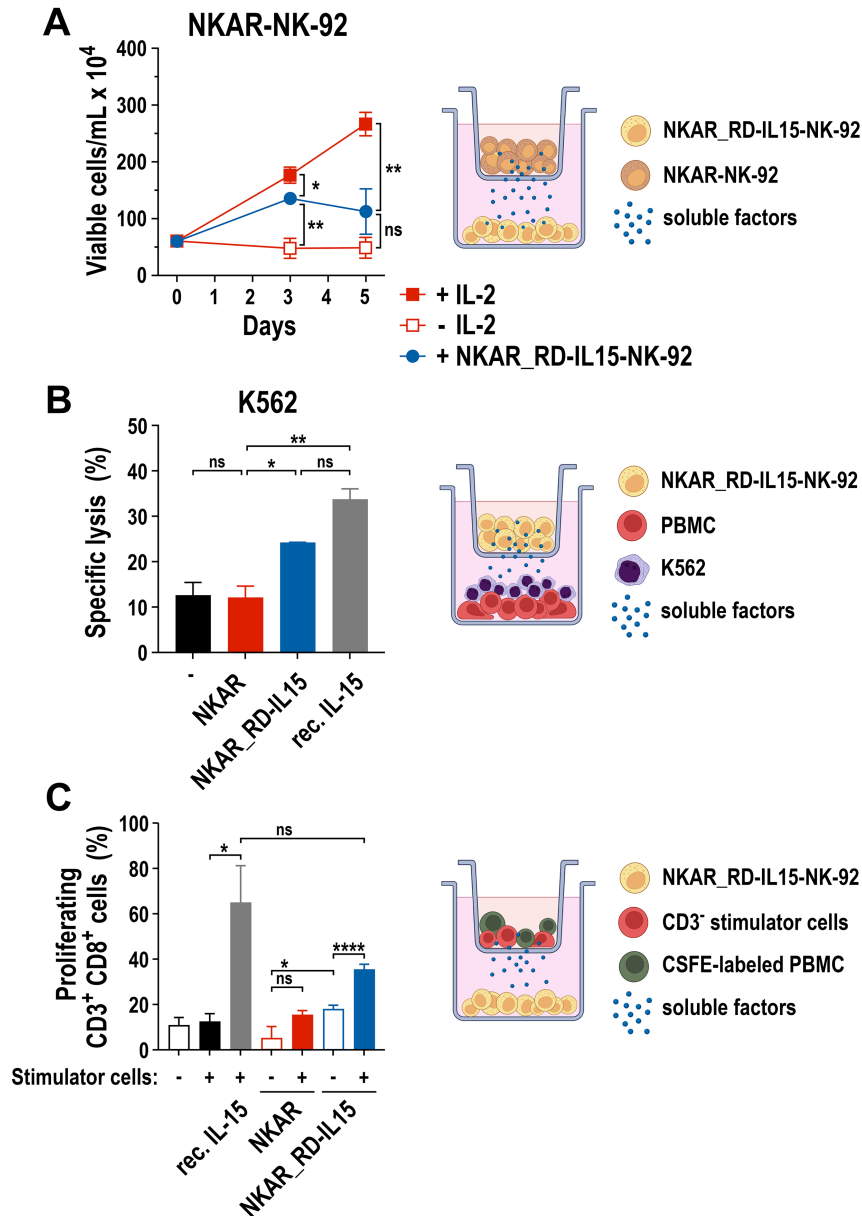 A
NKAR-NK-92
Vialble cells/mL x 10⁴
400
300
200
100
0
*
**
**
ns
0 1 2 3 4 5
Days
NKAR_RD-IL15-NK-92
NKAR-NK-92
soluble factors
+ IL-2
- IL-2
+ NKAR_RD-IL15-NK-92
B
K562
Specific lysis (%)
50
40
30
20
10
0
**
ns * ns
-
NKAR
NKAR_RD-IL15
rec. IL-15
NKAR_RD-IL15-NK-92
PBMC
K562
soluble factors
C
Proliferating
CD3⁺ CD8⁺ cells (%)
100
80
60
40
20
0
ns
*
****
*
ns
Stimulator cells: - + + - + - +
rec. IL-15
NKAR
NKAR_RD-IL15
NKAR_RD-IL15-NK-92
CD3⁻ stimulator cells
CSFE-labeled PBMC
soluble factors